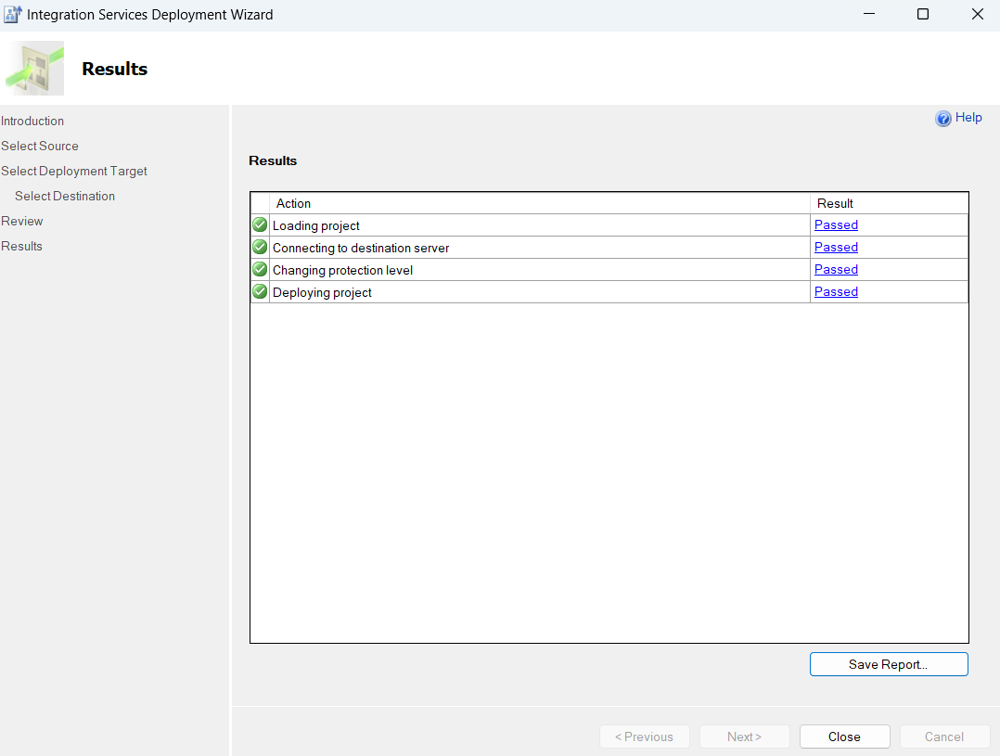 Integration Services Deployment Wizard
Results
Introduction
Select Source
Select Deployment Target
Select Destination
Review
Results
Help
Results
Action Result
Loading project Passed
Connecting to destination server Passed
Changing protection level Passed
Deploying project Passed
Save Report...
< Previous Next > Close Cancel